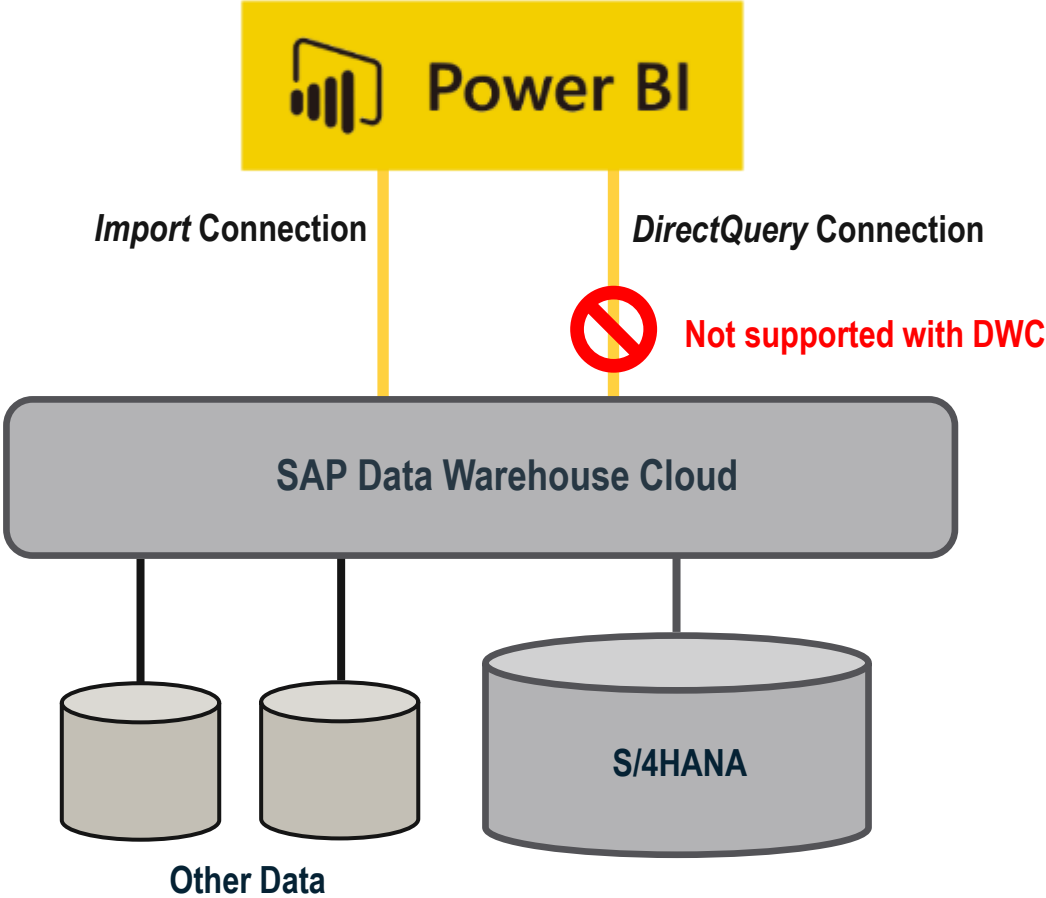 Power BI
Import Connection
DirectQuery Connection
Not supported with DWC
SAP Data Warehouse Cloud
S/4HANA
Other Data